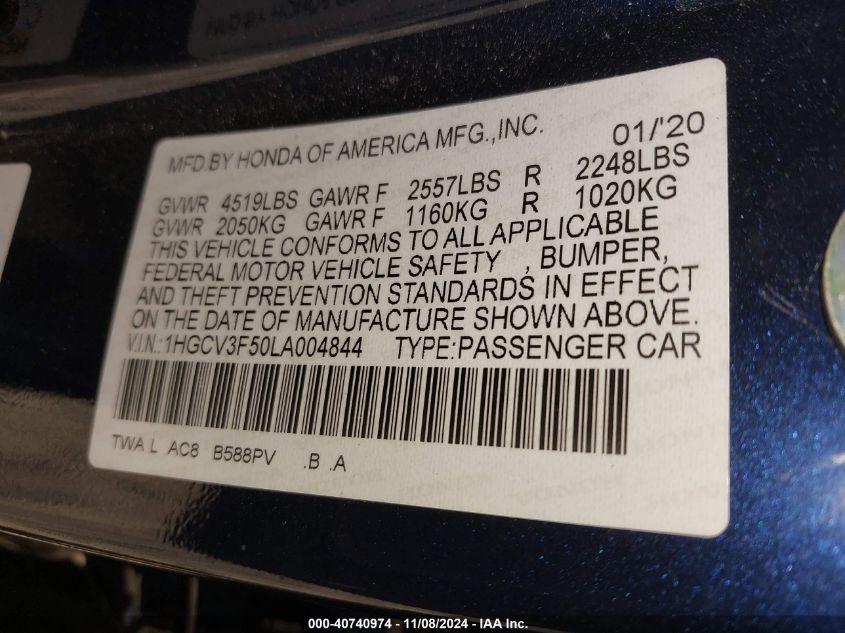 MFD.BY HONDA OF AMERICA MFG.,INC. 01/'20
GVWR 4519LBS GAWR F 2557LBS R 2248LBS
GVWR 2050KG GAWR F 1160KG R 1020KG
THIS VEHICLE CONFORMS TO ALL APPLICABLE
FEDERAL MOTOR VEHICLE SAFETY , BUMPER,
AND THEFT PREVENTION STANDARDS IN EFFECT
ON THE DATE OF MANUFACTURE SHOWN ABOVE.
V.I.N.: 1HGCV3F50LA004844 TYPE:PASSENGER CAR
TWA L AC8 B588PV .B .A
000-40740974 | 11/08/2024 - IAA Inc.